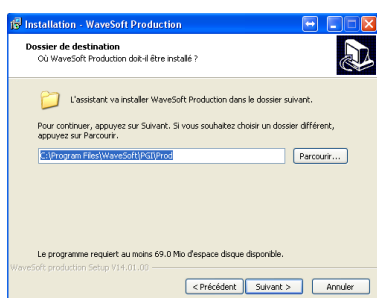 Installation - WaveSoft Production
Dossier de destination
Où WaveSoft Production doit-il être installé ?
L'assistant va installer WaveSoft Production dans le dossier suivant.
Pour continuer, appuyez sur Suivant. Si vous souhaitez choisir un dossier différent,
appuyez sur Parcourir.
C:\Program Files\WaveSoft\PGI\Prod
Parcourir...
Le programme requiert au moins 69.0 Mio d'espace disque disponible.
WaveSoft production Setup V14.01.00
< Précédent
Suivant >
Annuler